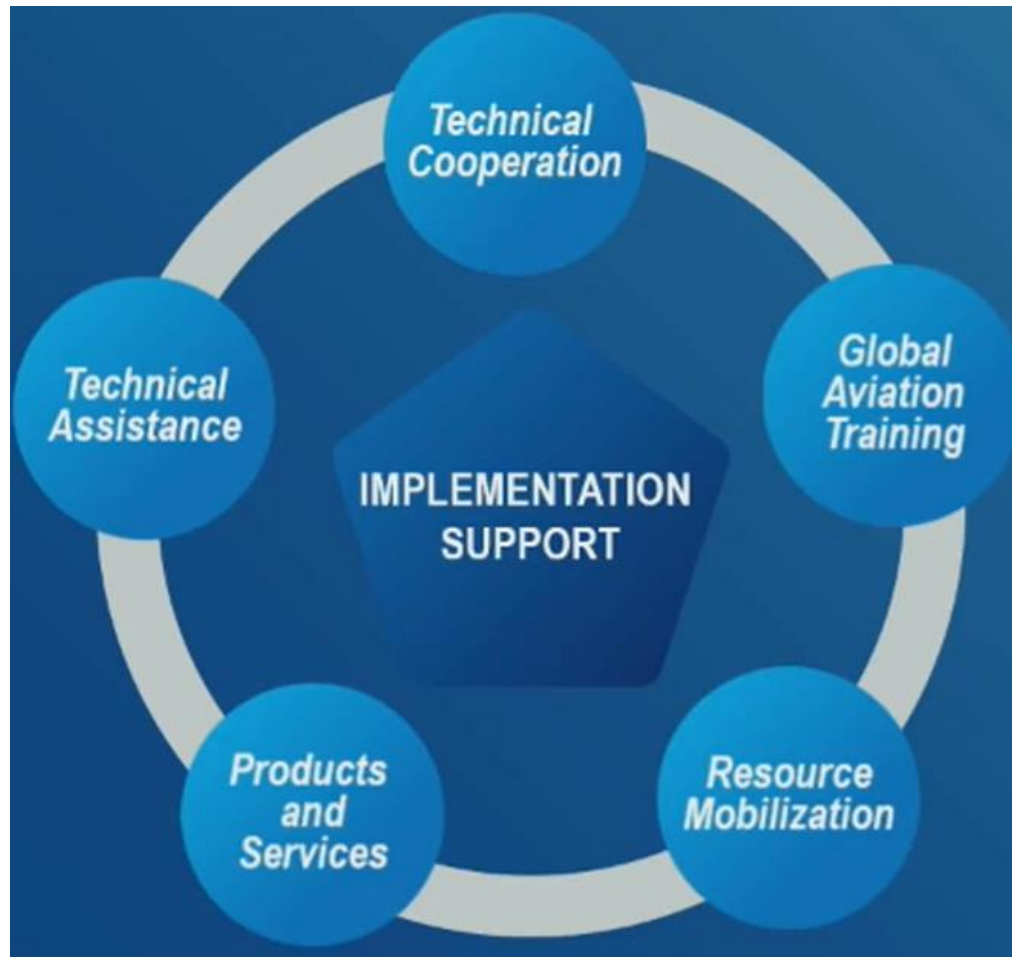 Technical
Cooperation
Global
Aviation
Training
Technical
Assistance
IMPLEMENTATION
SUPPORT
Products
and
Services
Resource
Mobilization